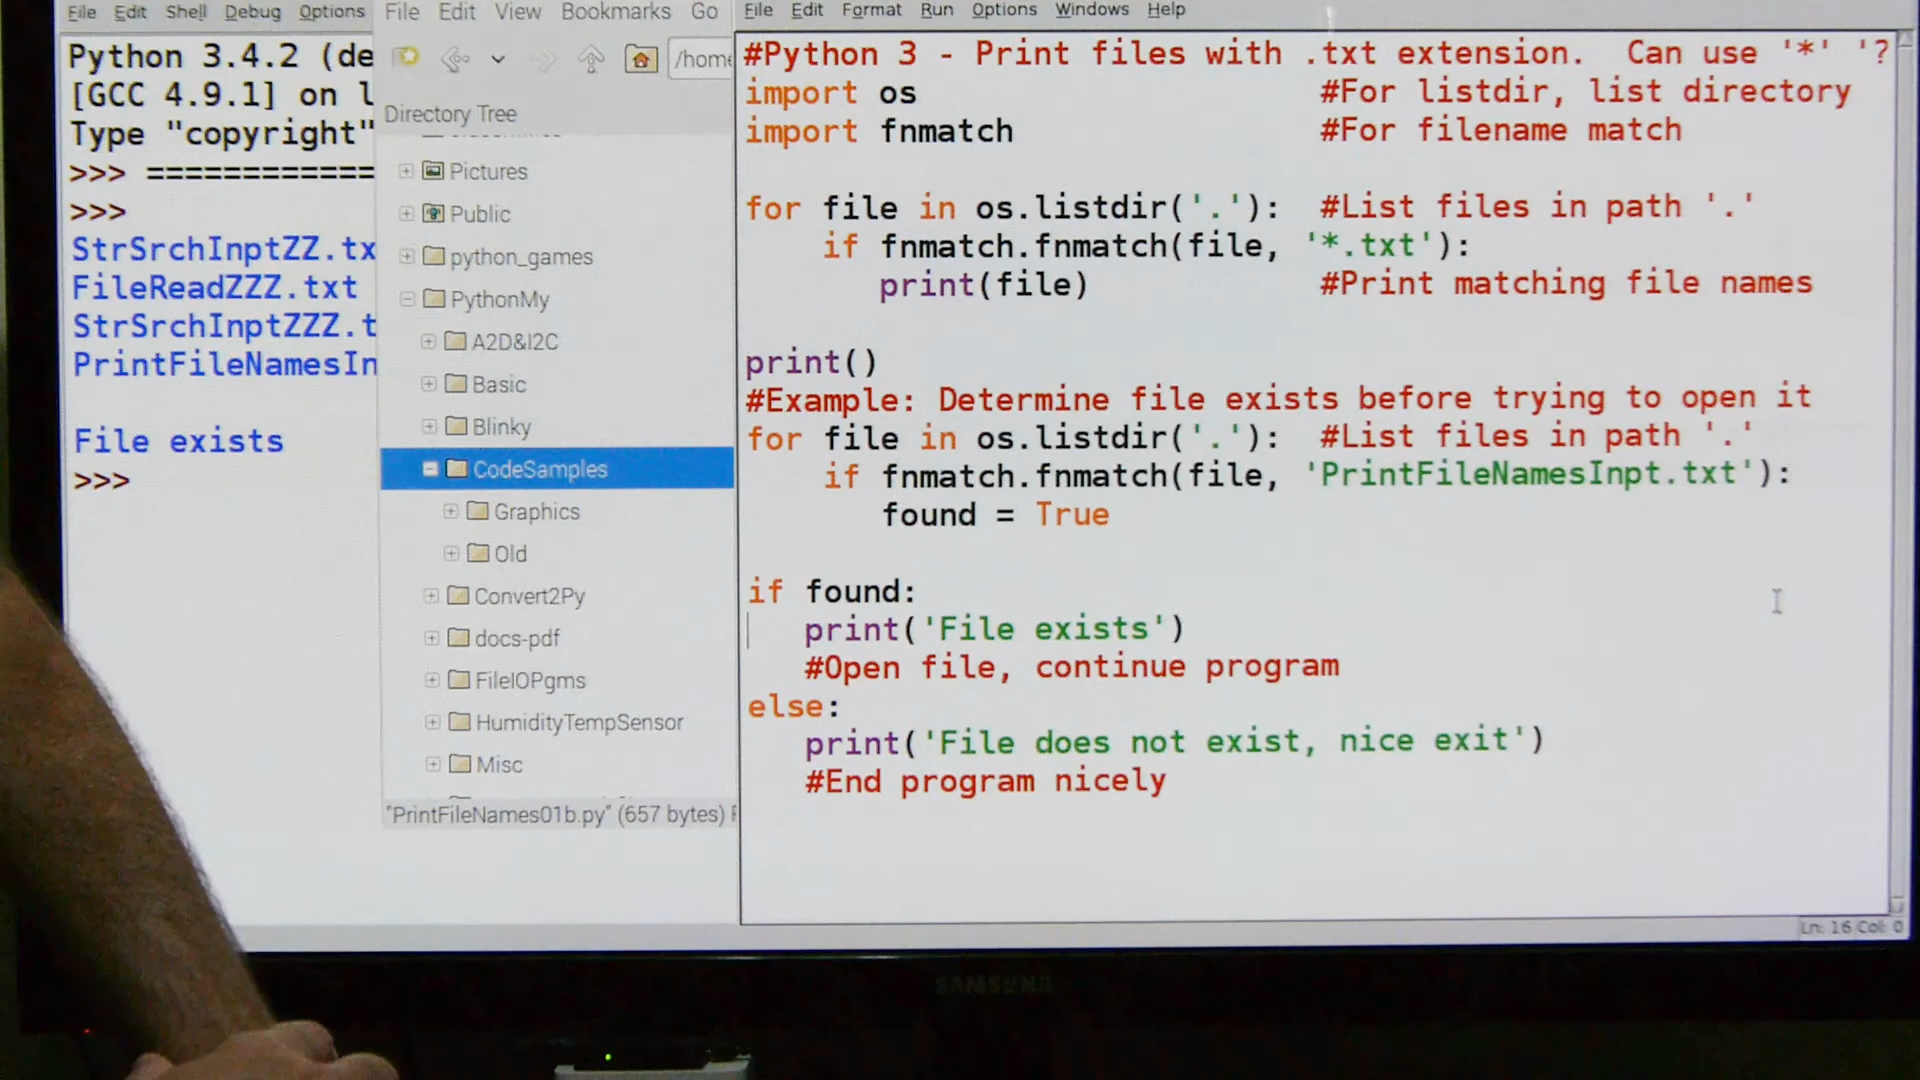 File Edit Shell Debug Options
Python 3.4.2 (de
[GCC 4.9.1] on l
Type "copyright"
>>> ============
>>>
StrSrchInptZZ.tx
FileReadZZZ.txt
StrSrchInptZZZ.t
PrintFileNamesIn
File exists
>>>
File Edit View Bookmarks Go
/home
Directory Tree
Pictures
Public
python_games
PythonMy
A2D&I2C
Basic
Blinky
CodeSamples
Graphics
Old
Convert2Py
docs-pdf
FileIOPgms
HumidityTempSensor
Misc
"PrintFileNames01b.py" (657 bytes)
File Edit Format Run Options Windows Help
#Python 3 - Print files with .txt extension.  Can use '*' '?
import os #For listdir, list directory
import fnmatch #For filename match
for file in os.listdir('.'): #List files in path '.'
if fnmatch.fnmatch(file, '*.txt'):
print(file) #Print matching file names
print()
#Example: Determine file exists before trying to open it
for file in os.listdir('.'): #List files in path '.'
if fnmatch.fnmatch(file, 'PrintFileNamesInpt.txt'):
found = True
if found:
print('File exists')
#Open file, continue program
else:
print('File does not exist, nice exit')
#End program nicely
Ln: 16 Col: 0
SAMSUNG